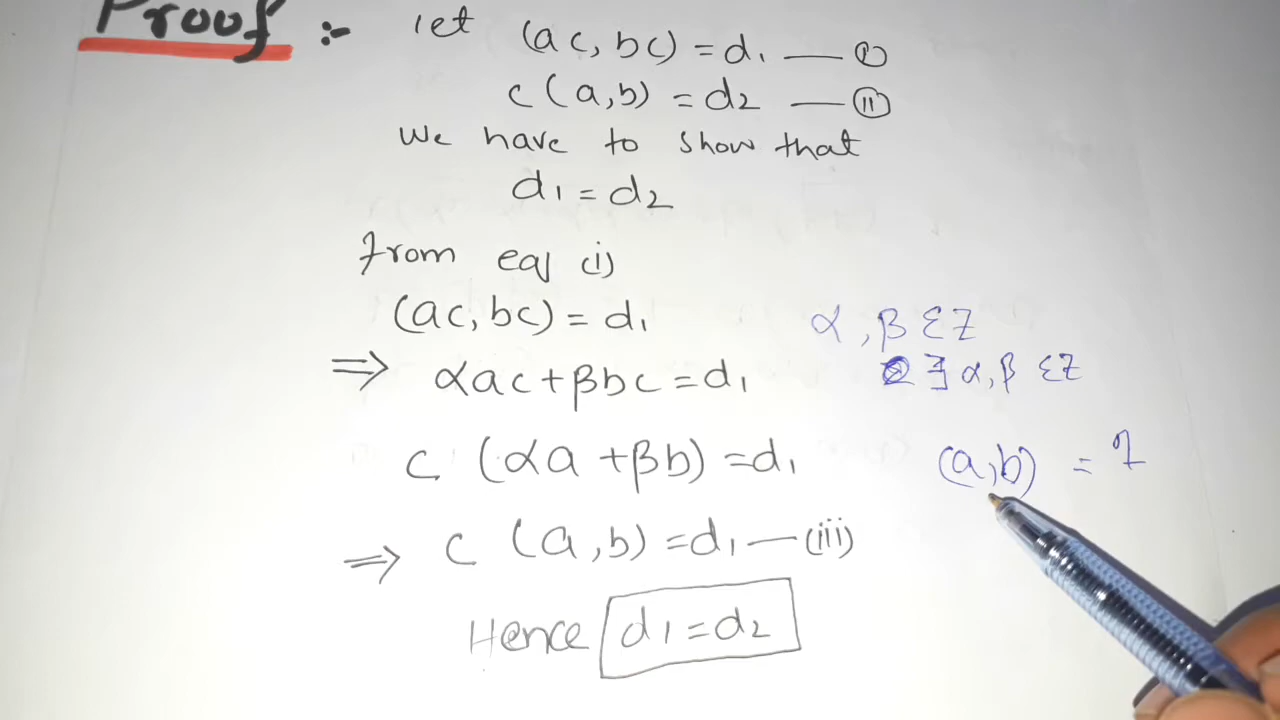 Proof :- let (ac, bc) = d₁ — (i)
c (a,b) = d₂ — (ii)
We have to show that
d₁ = d₂
from eq (i)
(ac, bc) = d₁
α, β ∈ Z
⇒ αac + βbc = d₁
∃ α, β ∈ Z
c (αa + βb) = d₁
(a,b) =
⇒ c (a, b) = d₁ — (iii)
Hence d₁ = d₂